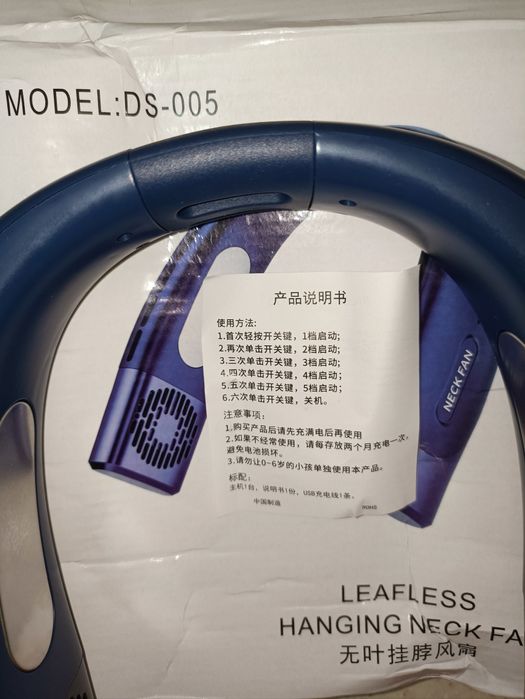 MODEL:DS-005
产品说明书
使用方法:
1.首次轻按开关键，1档启动;
2.再次单击开关键，2档启动;
3.三次单击开关键，3档启动;
4.四次单击开关键，4档启动;
5.五次单击开关键，5档启动;
6.六次单击开关键，关机。
注意事项：
1.购买产品后请先充满电后再使用
2.如果不经常使用，请每存放两个月充电一次，
避免电池损坏。
3.请勿让0~6岁的小孩单独使用本产品。
标配：
主机1台，说明书1份，USB充电线1条。
中国制造
ROHS
NECK FAN
LEAFLESS
HANGING NECK FA
无叶挂脖风扇